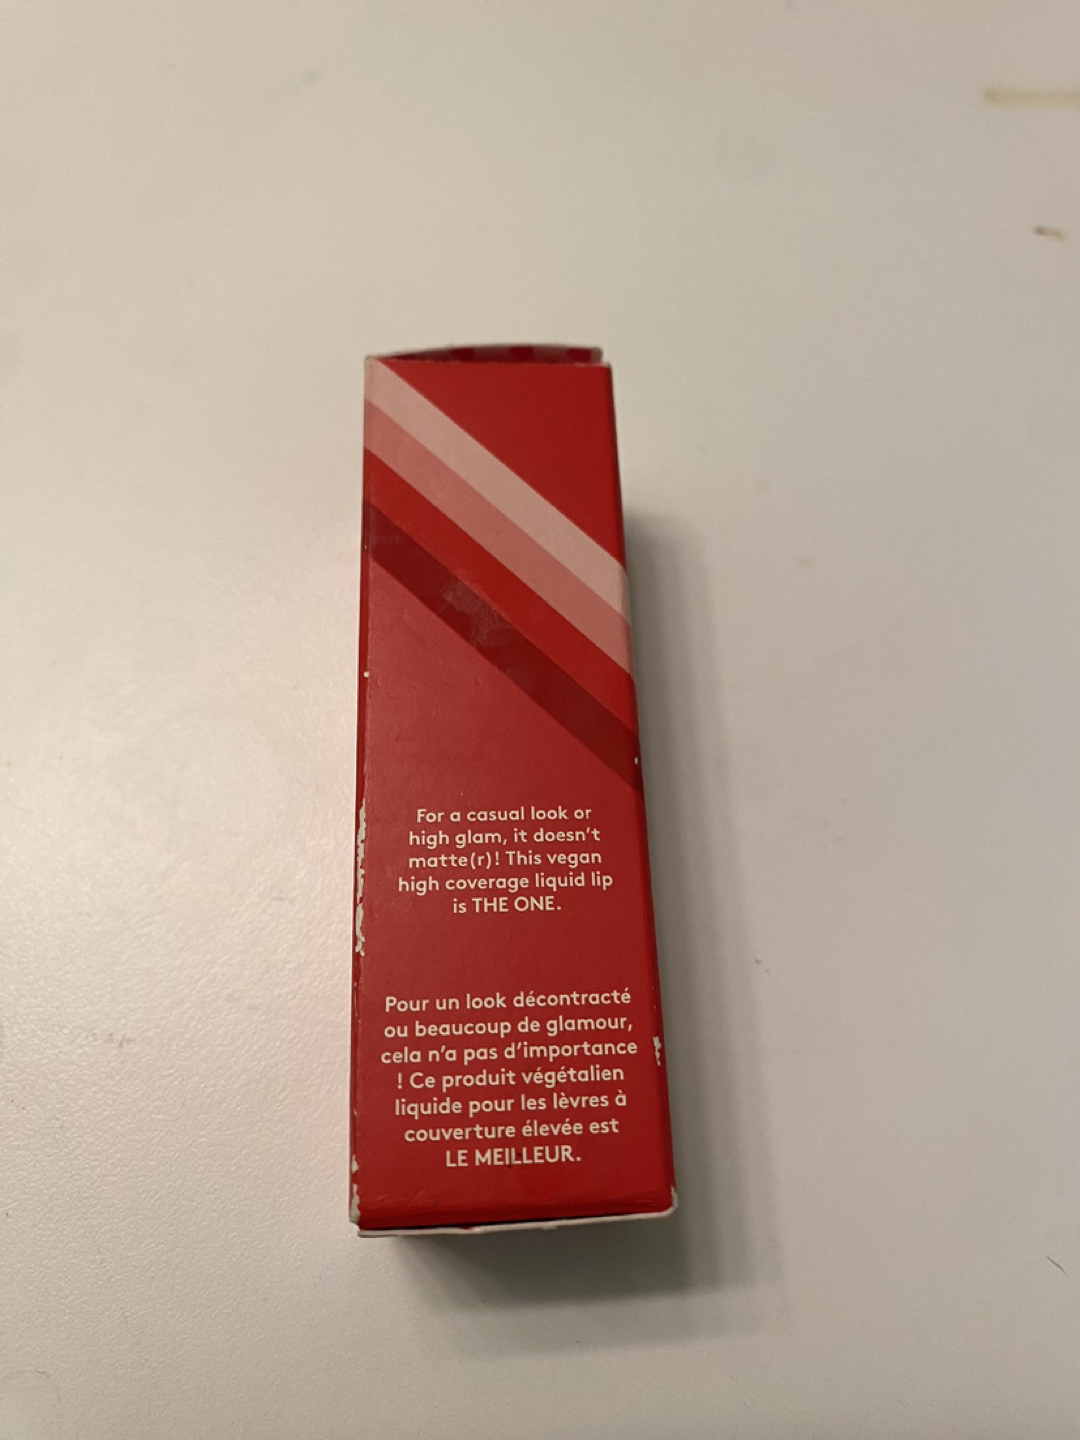 For a casual look or
high glam, it doesn't
matte(r)! This vegan
high coverage liquid lip
is THE ONE.
Pour un look décontracté
ou beaucoup de glamour,
cela n'a pas d'importance
! Ce produit végétalien
liquide pour les lèvres à
couverture élevée est
LE MEILLEUR.